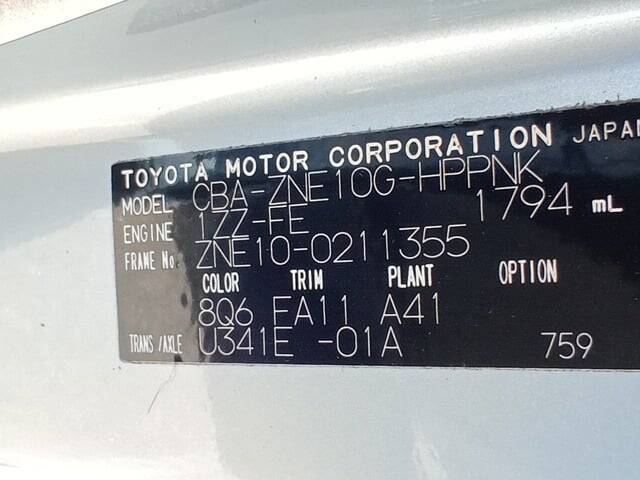 TOYOTA MOTOR CORPORATION JAPAN
MODEL CBA-ZNE10G-HPPNK
ENGINE 1ZZ-FE 1794 mL
FRAME No. ZNE10-0211355
COLOR TRIM PLANT OPTION
8Q6 FA11 A41
TRANS/AXLE U341E -01A 759